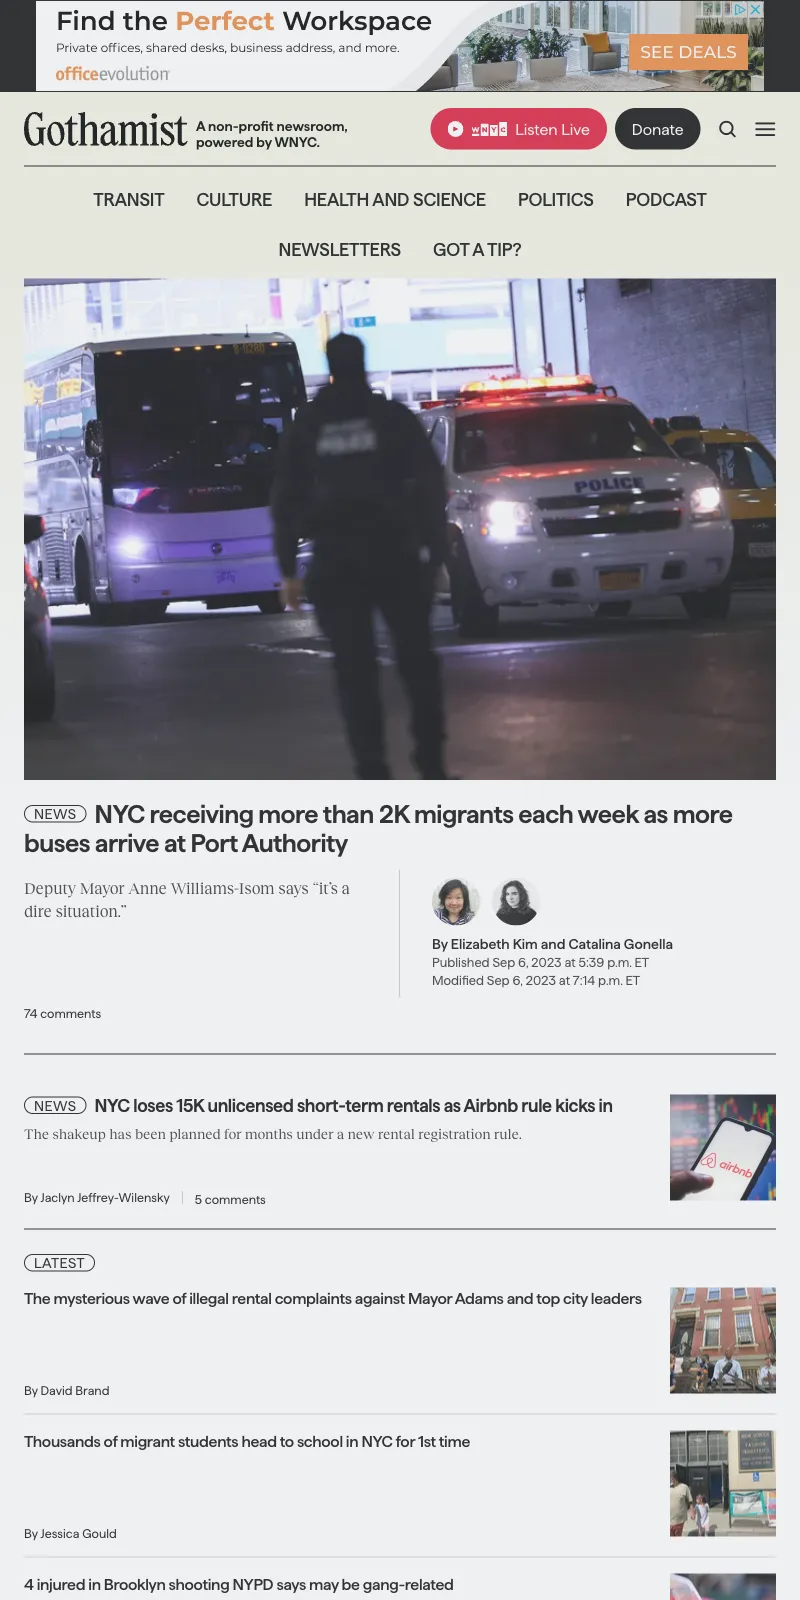 Find the Perfect Workspace
Private offices, shared desks, business address, and more.
officeevolution
SEE DEALS
Gothamist
A non-profit newsroom,
powered by WNYC.
WNYC Listen Live
Donate
TRANSIT CULTURE HEALTH AND SCIENCE POLITICS PODCAST
NEWSLETTERS GOT A TIP?
POLICE
POLICE
NEWS NYC receiving more than 2K migrants each week as more
buses arrive at Port Authority
Deputy Mayor Anne Williams-Isom says “it’s a
dire situation.”
By Elizabeth Kim and Catalina Gonella
Published Sep 6, 2023 at 5:39 p.m. ET
Modified Sep 6, 2023 at 7:14 p.m. ET
74 comments
NEWS NYC loses 15K unlicensed short-term rentals as Airbnb rule kicks in
The shakeup has been planned for months under a new rental registration rule.
airbnb
By Jaclyn Jeffrey-Wilensky
5 comments
LATEST
The mysterious wave of illegal rental complaints against Mayor Adams and top city leaders
By David Brand
Thousands of migrant students head to school in NYC for 1st time
By Jessica Gould
4 injured in Brooklyn shooting NYPD says may be gang-related